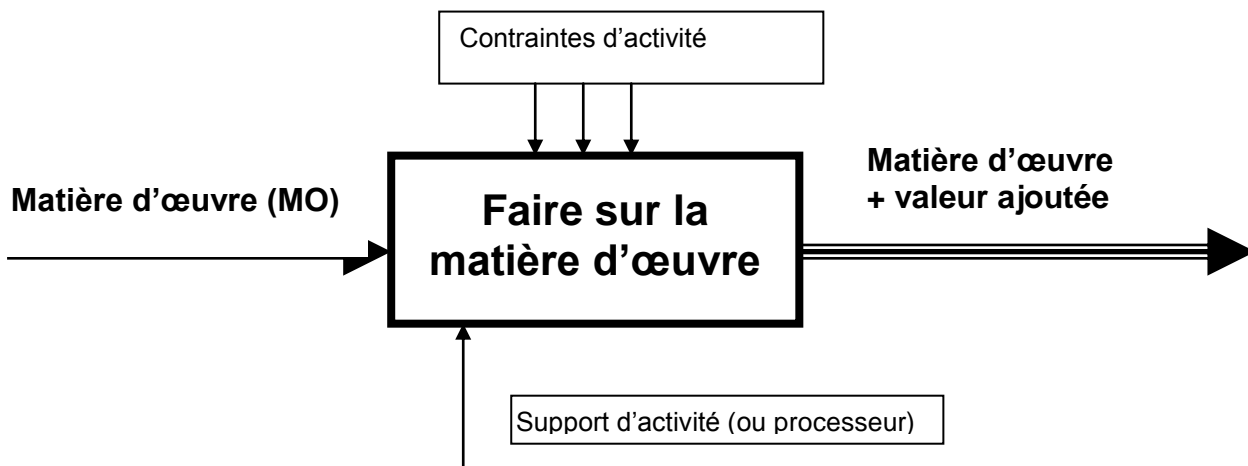 Contraintes d’activité
Matière d’œuvre (MO)
Faire sur la
matière d’œuvre
Matière d’œuvre
+ valeur ajoutée
Support d’activité (ou processeur)